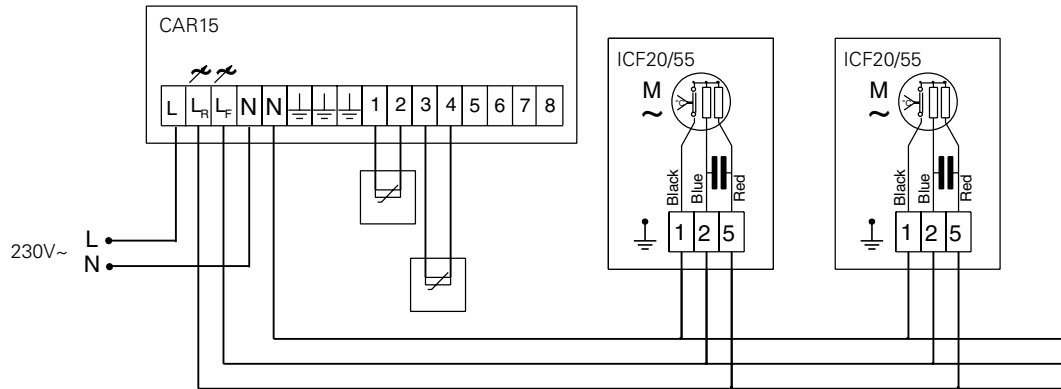 CAR15
L LR LF N N 1 2 3 4 5 6 7 8
230V~
L
N
ICF20/55
M
~
°C
Black
Blue
Red
1 2 5
ICF20/55
M
~
°C
Black
Blue
Red
1 2 5